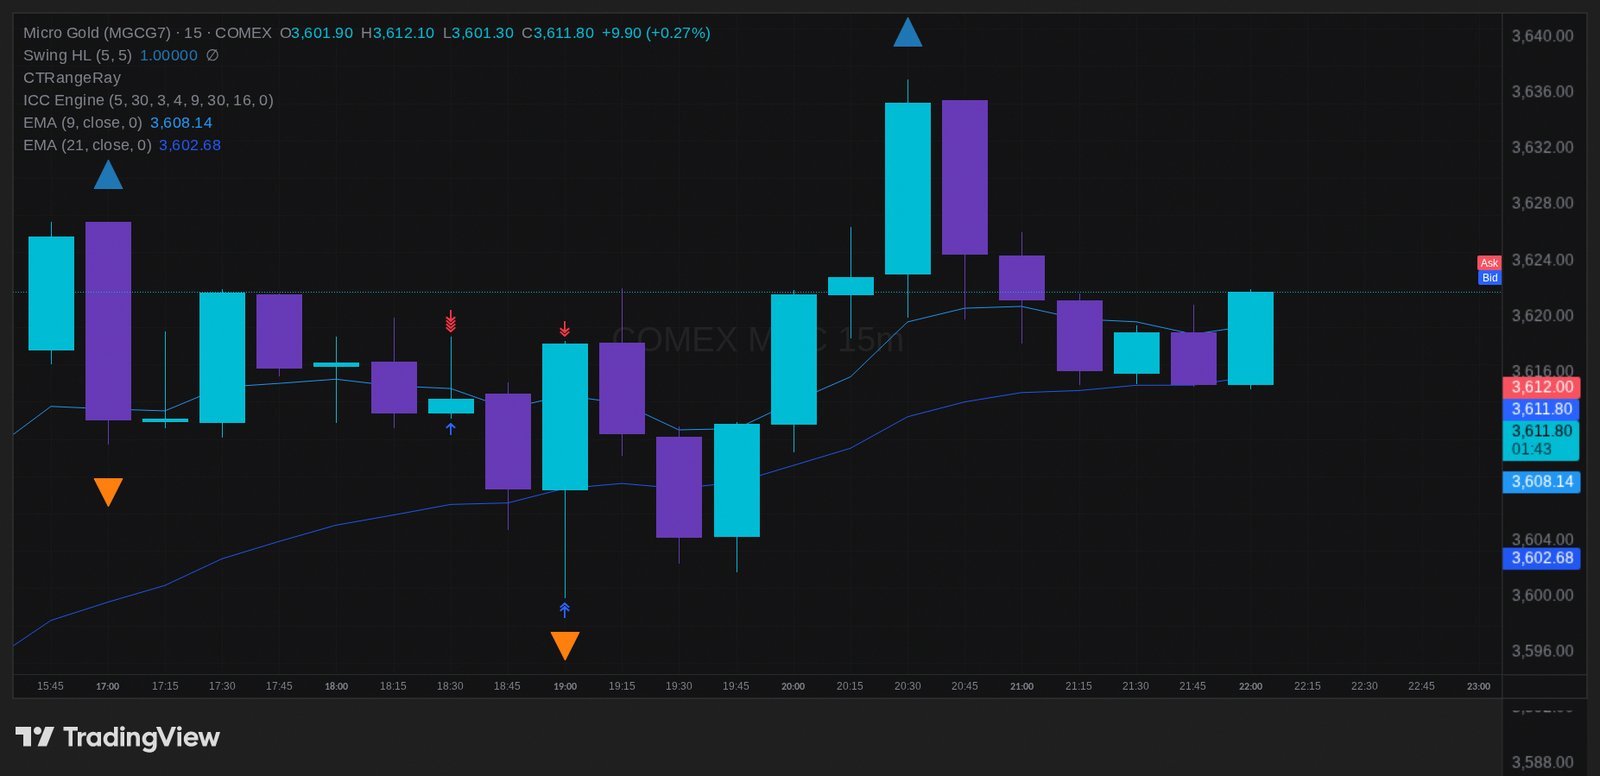 Micro Gold (MGCG7) · 15 · COMEX O3,601.90 H3,612.10 L3,601.30 C3,611.80 +9.90 (+0.27%)
Swing HL (5, 5) 1.00000 ∅
CTRangeRay
ICC Engine (5, 30, 3, 4, 9, 30, 16, 0)
EMA (9, close, 0) 3,608.14
EMA (21, close, 0) 3,602.68
3,640.00
3,636.00
3,632.00
3,628.00
3,624.00
Ask
Bid
3,620.00
COMEX M C 15m
3,616.00
3,612.00
3,611.80
3,611.80
01:43
3,608.14
3,604.00
3,602.68
3,600.00
3,596.00
15:45 17:00 17:15 17:30 17:45 18:00 18:15 18:30 18:45 19:00 19:15 19:30 19:45 20:00 20:15 20:30 20:45 21:00 21:15 21:30 21:45 22:00 22:15 22:30 22:45 23:00
TradingView
3,588.00